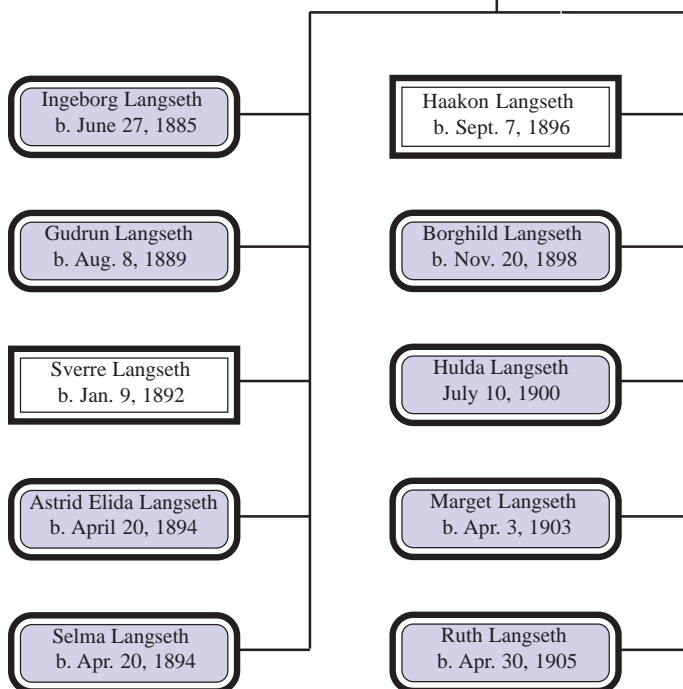 Ingeborg Langseth
b. June 27, 1885
Gudrun Langseth
b. Aug. 8, 1889
Sverre Langseth
b. Jan. 9, 1892
Astrid Elida Langseth
b. April 20, 1894
Selma Langseth
b. Apr. 20, 1894
Haakon Langseth
b. Sept. 7, 1896
Borghild Langseth
b. Nov. 20, 1898
Hulda Langseth
July 10, 1900
Marget Langseth
b. Apr. 3, 1903
Ruth Langseth
b. Apr. 30, 1905